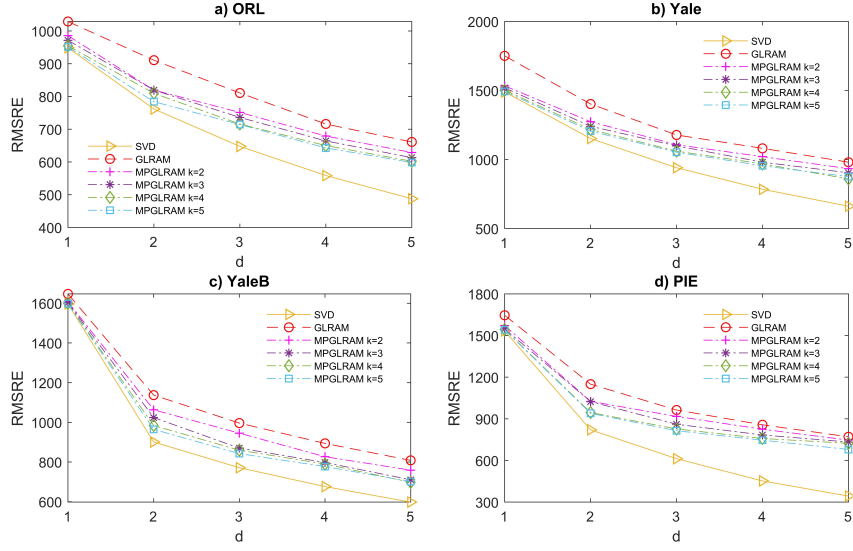 a) ORL
RMSRE
1000
900
800
700
600
500
400
SVD
GLRAM
MPGLRAM k=2
MPGLRAM k=3
MPGLRAM k=4
MPGLRAM k=5
1 2 3 4 5
d
b) Yale
RMSRE
2000
1500
1000
500
SVD
GLRAM
MPGLRAM k=2
MPGLRAM k=3
MPGLRAM k=4
MPGLRAM k=5
1 2 3 4 5
d
c) YaleB
RMSRE
1600
1400
1200
1000
800
600
SVD
GLRAM
MPGLRAM k=2
MPGLRAM k=3
MPGLRAM k=4
MPGLRAM k=5
1 2 3 4 5
d
d) PIE
RMSRE
1800
1500
1200
900
600
300
SVD
GLRAM
MPGLRAM k=2
MPGLRAM k=3
MPGLRAM k=4
MPGLRAM k=5
1 2 3 4 5
d